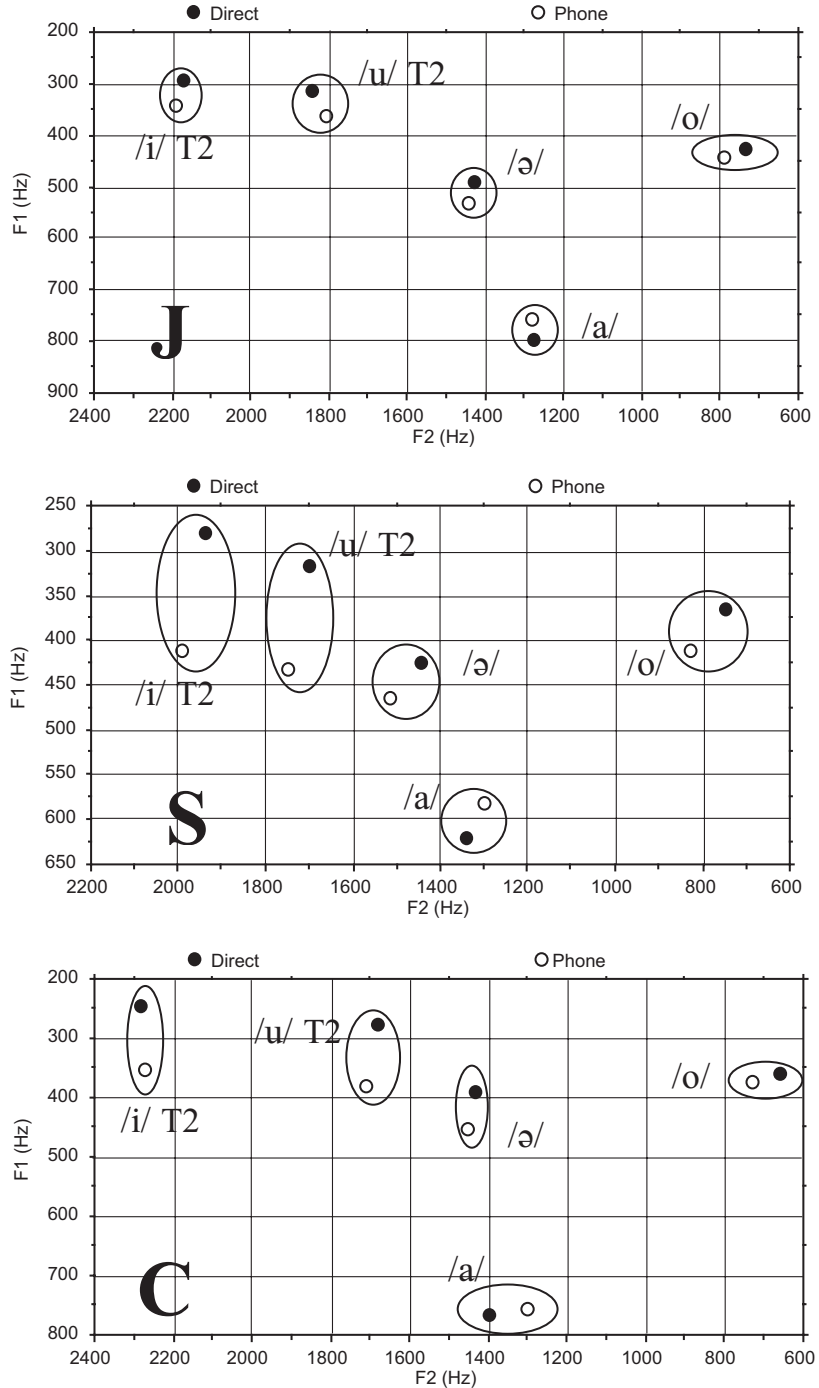 ● Direct ○ Phone
200
300
400
500
600
700
800
900
F1 (Hz)
/i/ T2
/u/ T2
/ə/
/o/
/a/
J
2400 2200 2000 1800 1600 1400 1200 1000 800 600
F2 (Hz)
● Direct ○ Phone
250
300
350
400
450
500
550
600
650
F1 (Hz)
/i/ T2
/u/ T2
/ə/
/o/
/a/
S
2200 2000 1800 1600 1400 1200 1000 800 600
F2 (Hz)
● Direct ○ Phone
200
300
400
500
600
700
800
F1 (Hz)
/i/ T2
/u/ T2
/ə/
/o/
/a/
C
2400 2200 2000 1800 1600 1400 1200 1000 800 600
F2 (Hz)